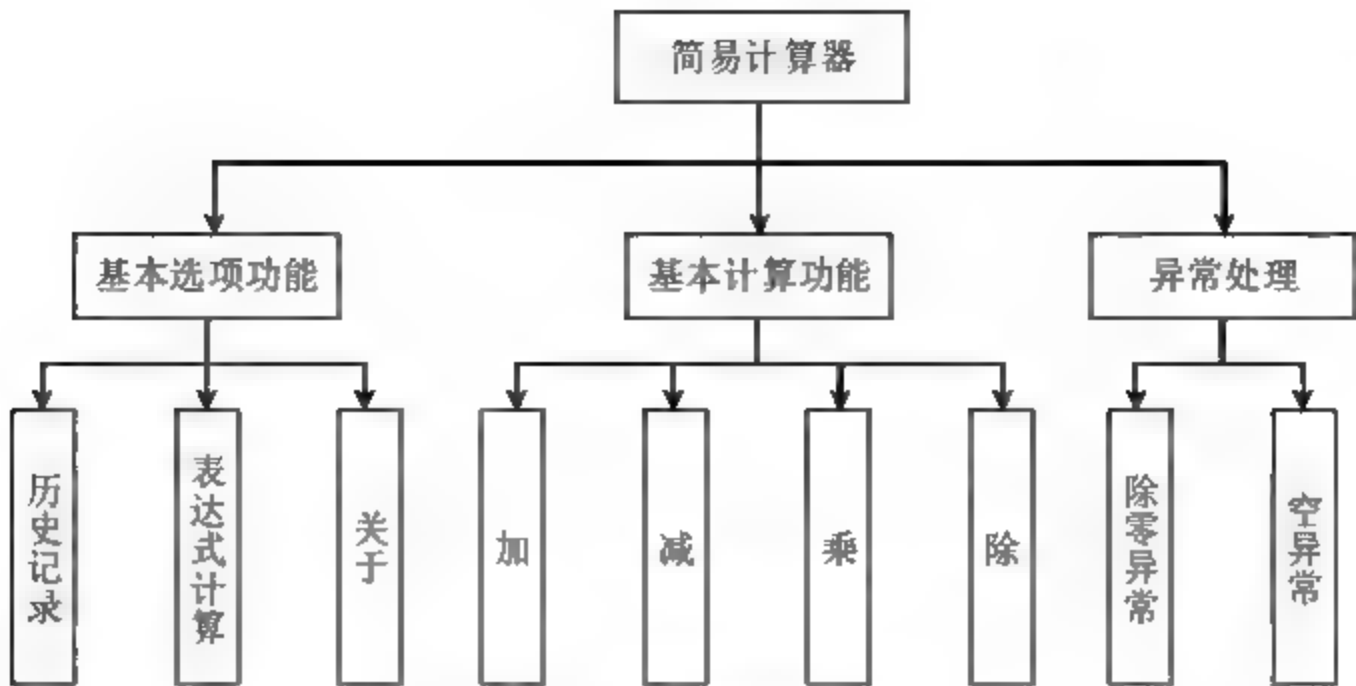 简易计算器
基本选项功能
基本计算功能
异常处理
历史记录
表达式计算
关于
加
减
乘
除
除零异常
空异常